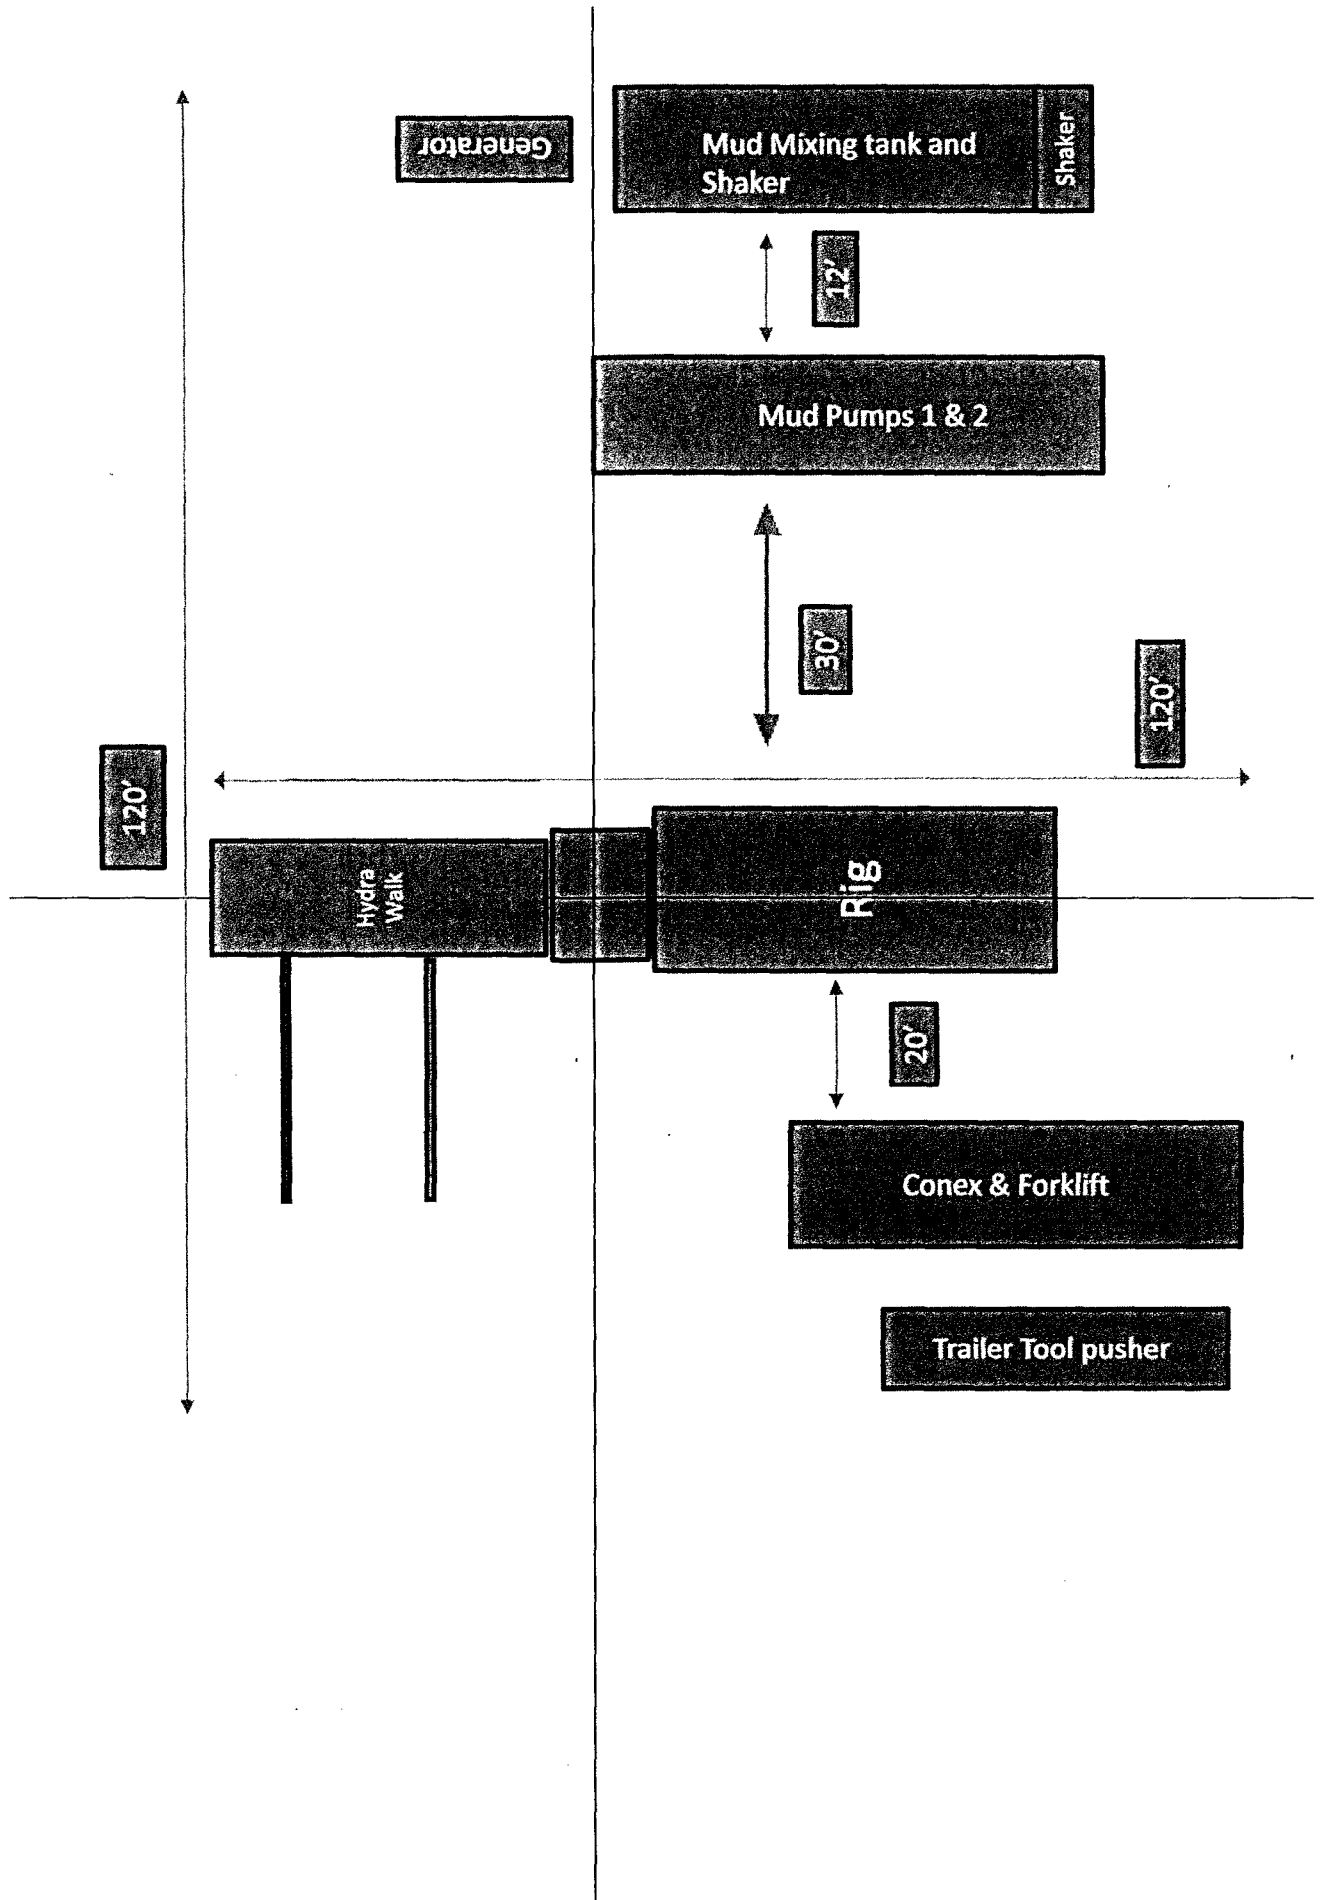 Generator
Mud Mixing tank and
Shaker
Shaker
12’
Mud Pumps 1 & 2
30’
120’
120’
Hydra
Walk
Rig
20’
Conex & Forklift
Trailer Tool pusher